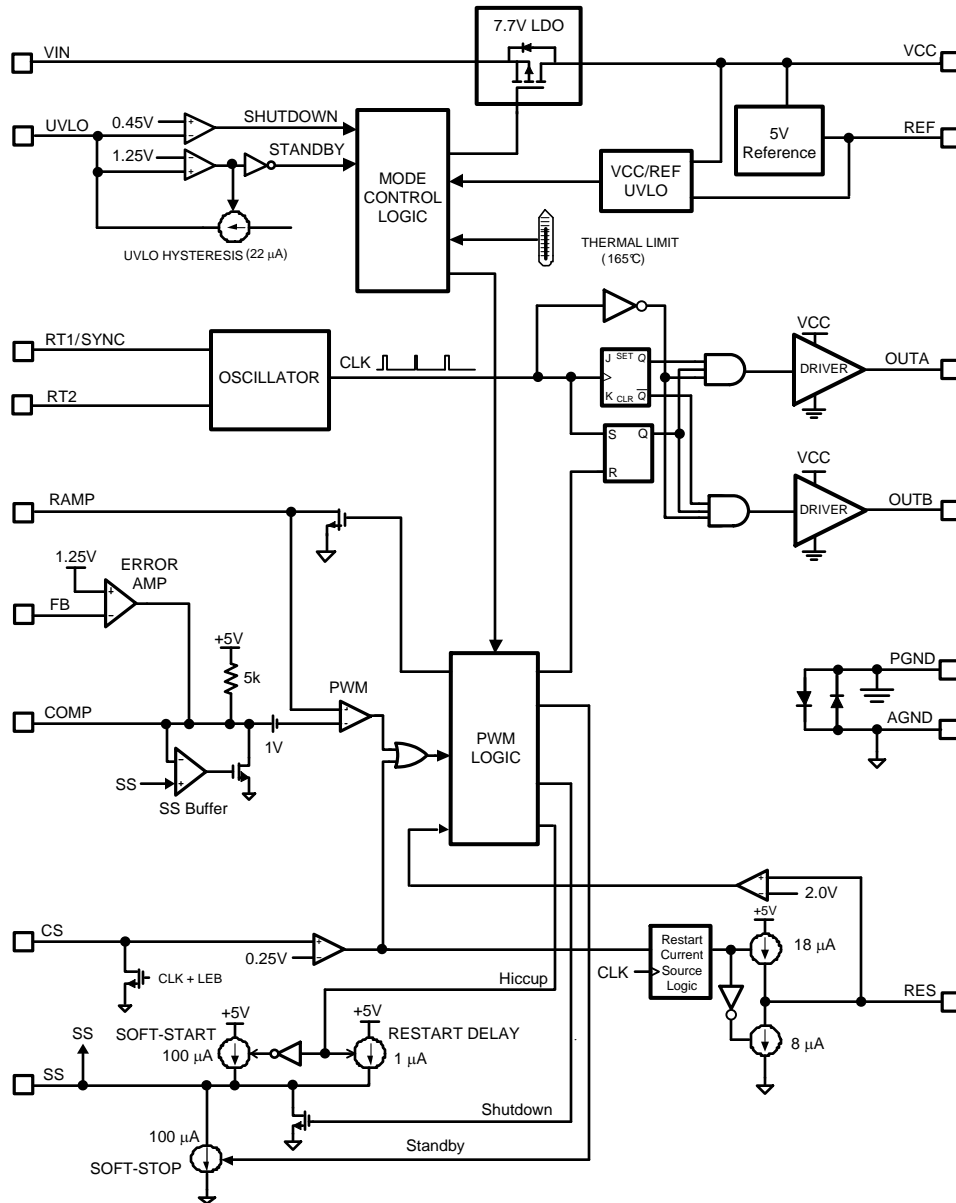 7.7V LDO
VIN
VCC
UVLO
0.45V
SHUTDOWN
1.25V
STANDBY
+
−
−
+
MODE
CONTROL
LOGIC
5V
Reference
REF
VCC/REF
UVLO
UVLO HYSTERESIS (22 μA)
THERMAL LIMIT
(165°C)
RT1/SYNC
OSCILLATOR
CLK
RT2
J SET Q
K CLR Q̅
S Q
R
VCC
DRIVER
OUTA
VCC
DRIVER
OUTB
RAMP
1.25V
ERROR
AMP
+
−
FB
+5V
5k
COMP
1V
PWM
-
-
SS
−
+
SS Buffer
PWM
LOGIC
PGND
AGND
+
−
2.0V
CS
0.25V
+
−
CLK + LEB
CLK
Restart
Current
Source
Logic
+5V
18 μA
RES
8 μA
Hiccup
+5V
SOFT-START
100 μA
+5V
RESTART DELAY
1 μA
SS
SS
Shutdown
100 μA
Standby
SOFT-STOP